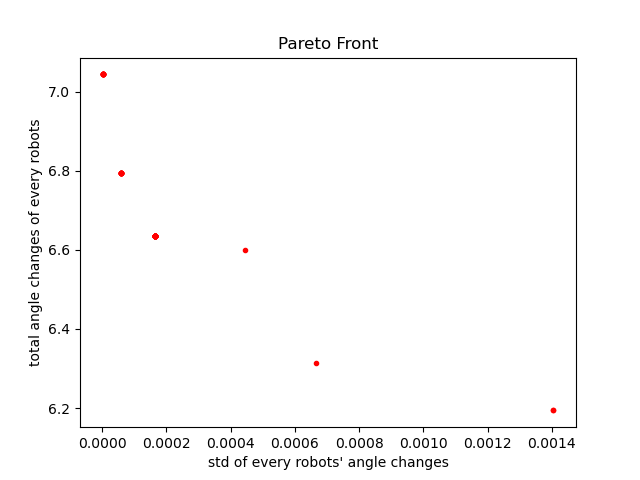 Pareto Front
total angle changes of every robots
7.0
6.8
6.6
6.4
6.2
0.0000 0.0002 0.0004 0.0006 0.0008 0.0010 0.0012 0.0014
std of every robots' angle changes